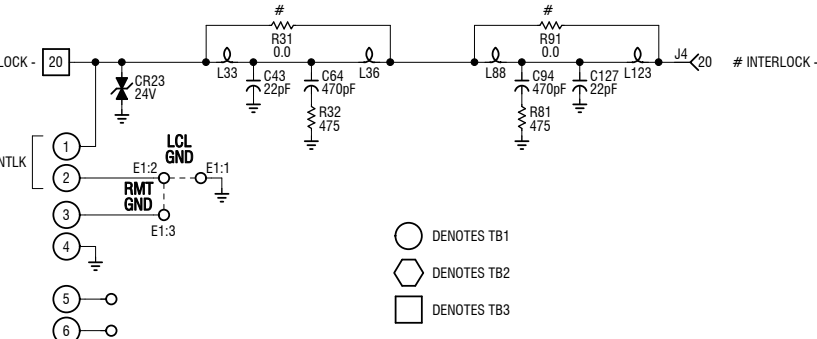 #
#
R31
0.0
R91
0.0
LOCK - 20
J4 20 # INTERLOCK -
L33
L36
L88
L123
CR23
24V
C43
22pF
C64
470pF
C94
470pF
C127
22pF
R32
475
R81
475
1
NTLK
LCL
GND
2
E1:2
E1:1
RMT
GND
3
E1:3
4
DENOTES TB1
DENOTES TB2
5
DENOTES TB3
6